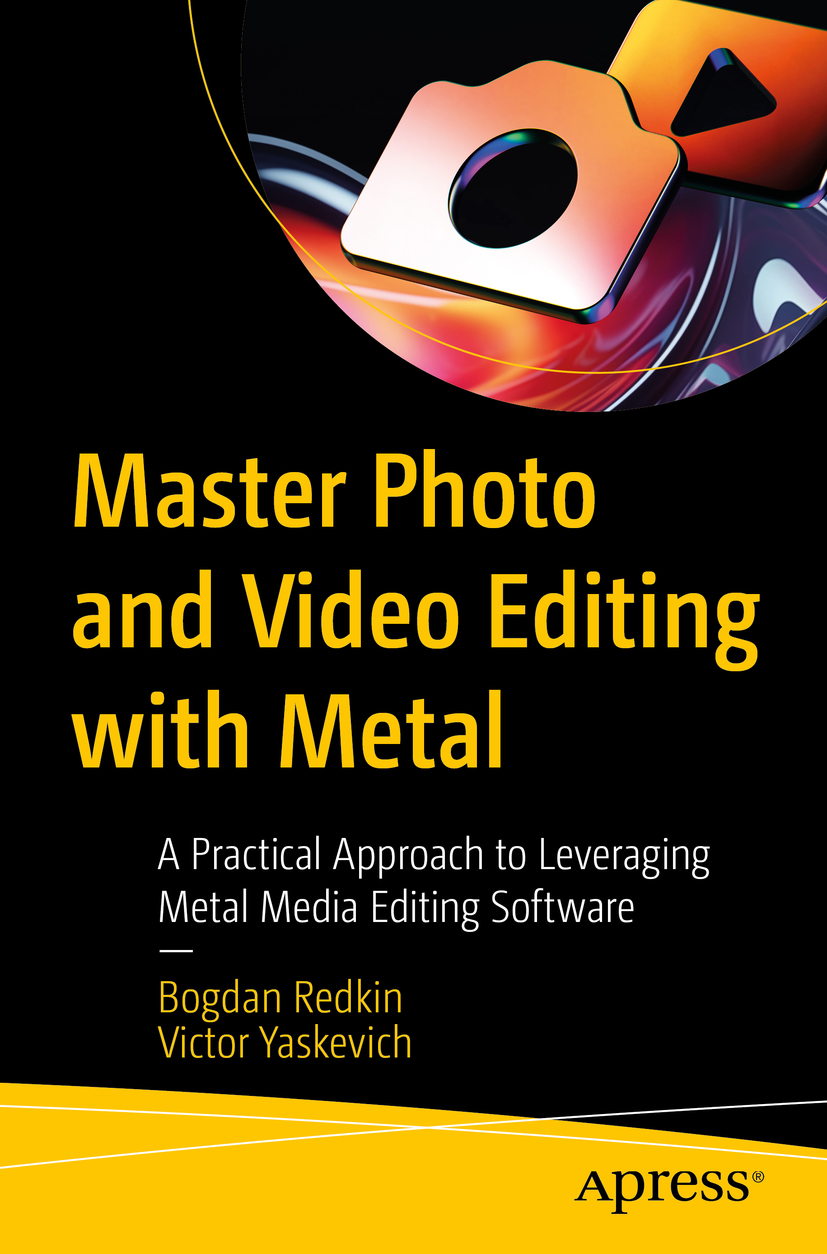 Master Photo
and Video Editing
with Metal
A Practical Approach to Leveraging
Metal Media Editing Software
—
Bogdan Redkin
Victor Yaskevich
Apress®